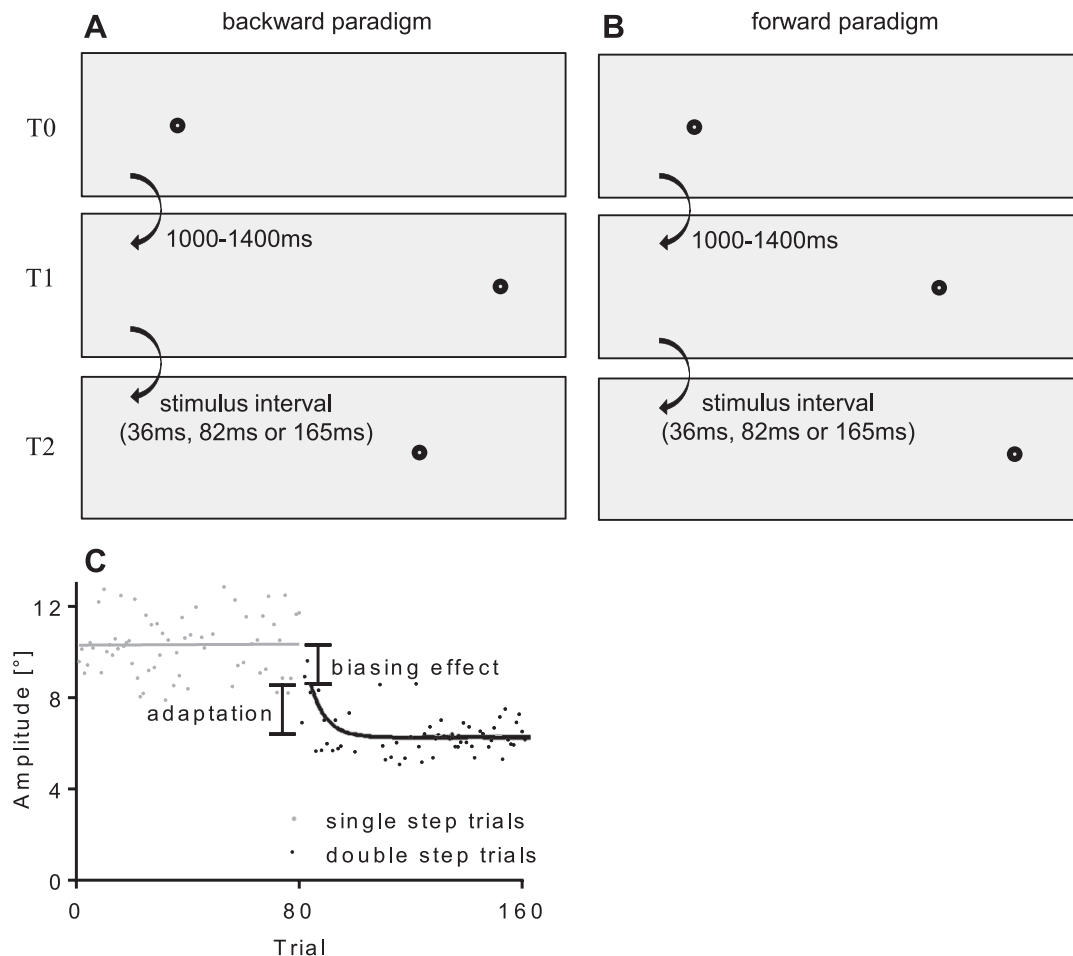 A backward paradigm
B forward paradigm
T0
1000-1400ms
1000-1400ms
T1
stimulus interval
(36ms, 82ms or 165ms)
stimulus interval
(36ms, 82ms or 165ms)
T2
C
12
8
4
0
Amplitude [°]
biasing effect
adaptation
single step trials
double step trials
0 80 160
Trial